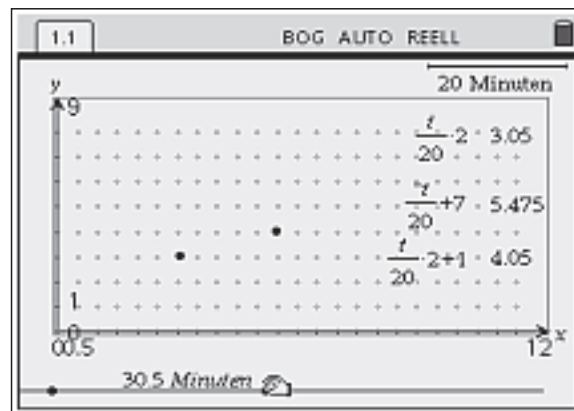 1.1 BOG AUTO REELL
20 Minuten
y
9
t/20·2 3.05
t/20+7 5.475
t/20·2+1 4.05
1
0
0 0.5 12 x
30.5 Minuten